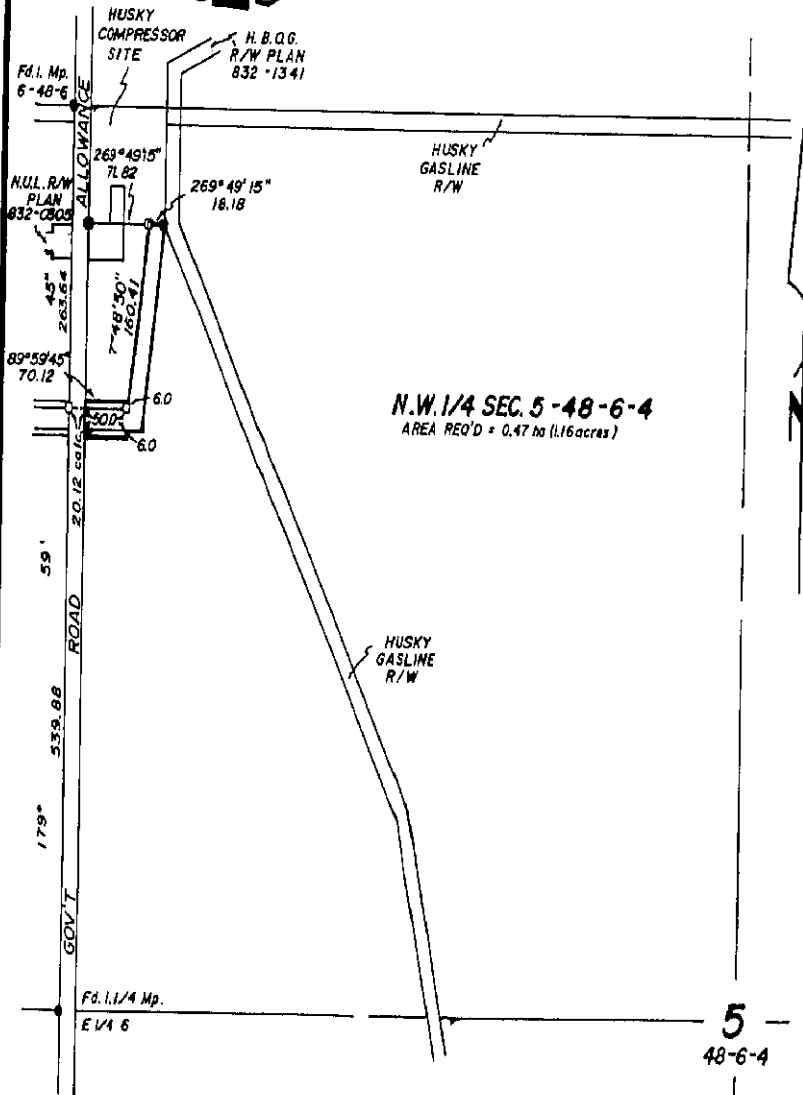 HUSKY
COMPRESSOR
SITE
H.B.O.G.
R/W PLAN
832-1341
Fd. I. Mp.
6-48-6
ALLOWANCE
HUSKY
GASLINE
R/W
269°49'15"
71.82
269°49'15"
18.18
N.U.L. R/W
PLAN
832-0305
45"
263.64
7°48'50"
160.41
89°59'45"
70.12
6.0
50.0
6.0
N.W. 1/4 SEC. 5-48-6-4
AREA REQ'D = 0.47 ha (1.16 acres)
20.12 calc.
59'
ROAD
HUSKY
GASLINE
R/W
539.88
179°
GOV'T
Fd. I. 1/4 Mp.
E 1/4 6
5
48-6-4
N